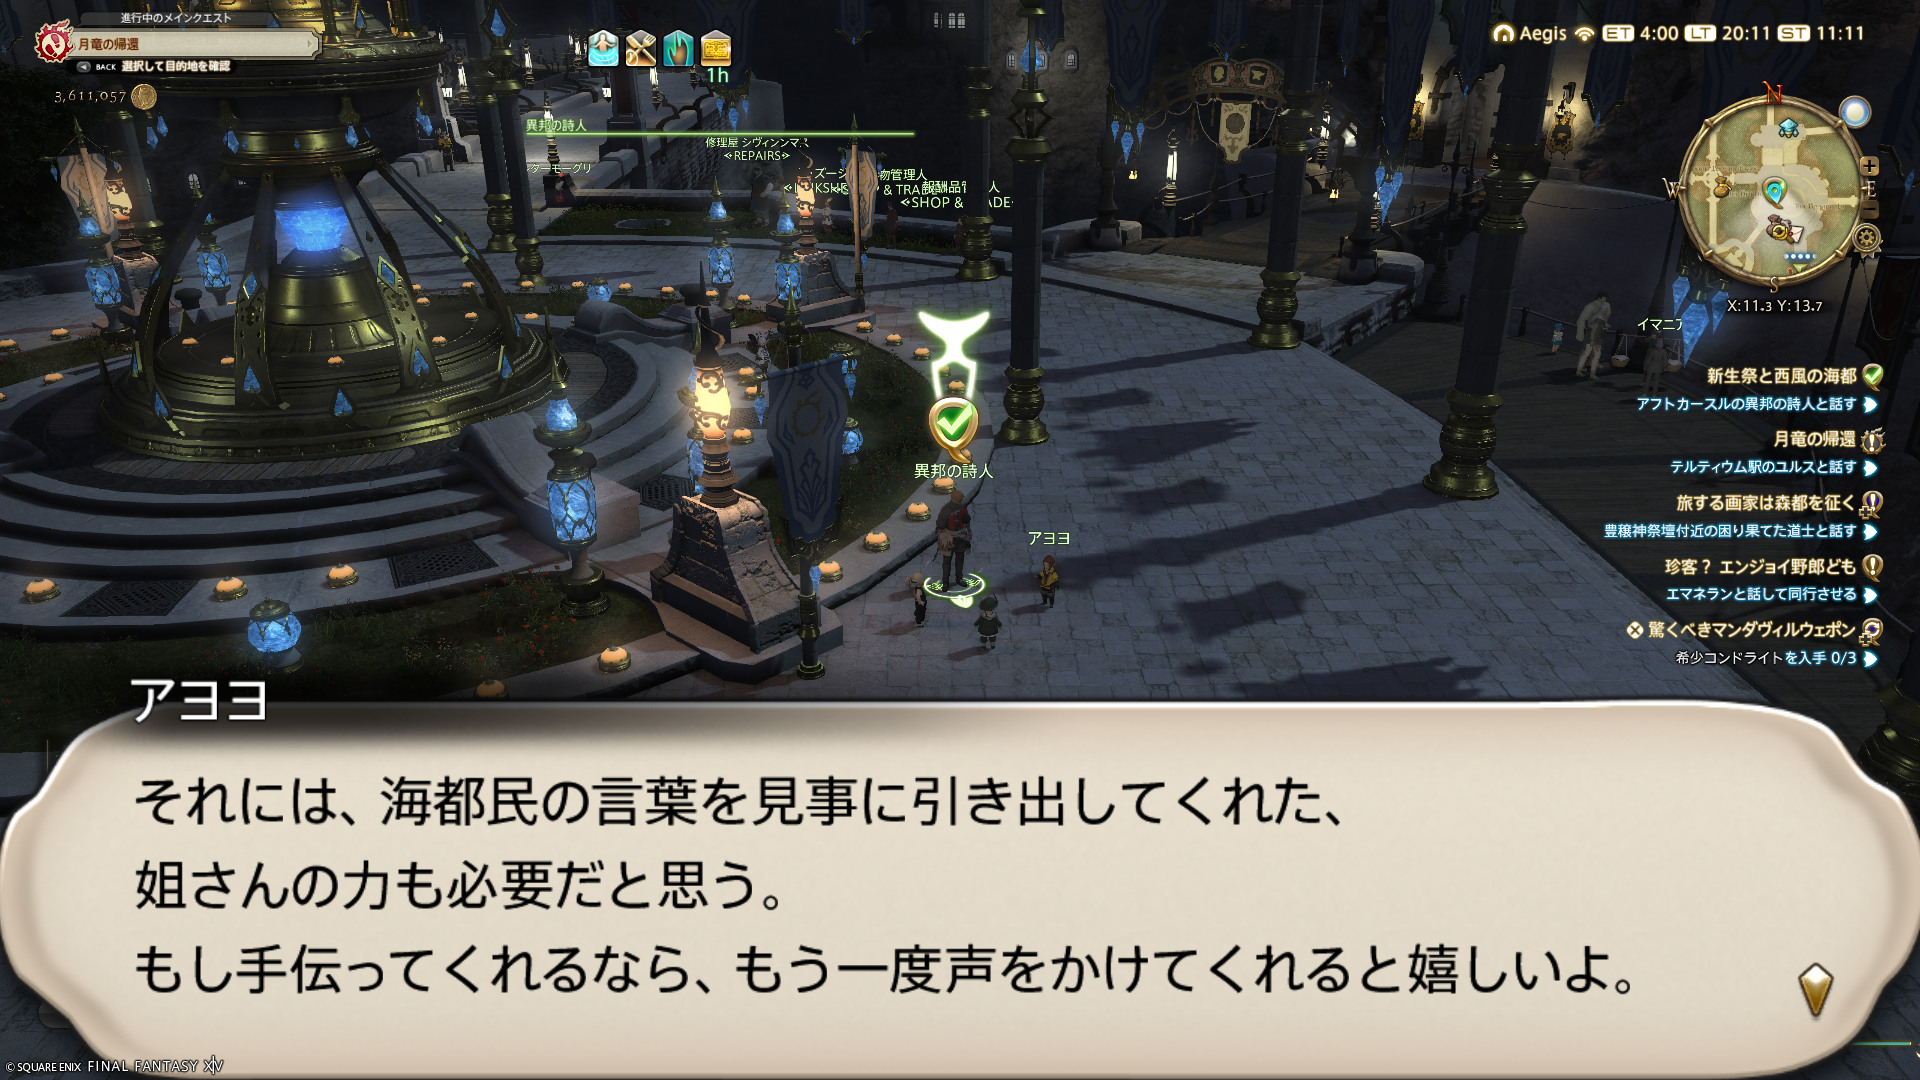 進行中のメインクエスト
月竜の帰還
BACK 選択して目的地を確認
3,611,057
1h
Aegis ET 4:00 LT 20:11 ST 11:11
N
W
E
S
X:11.3 Y:13.7
異邦の詩人
修理屋 シヴィンマ
<REPAIRS>
物管理人
報酬品
<SHOP &
イマニア
新生祭と西風の海都
アフトカースルの異邦の詩人と話す
月竜の帰還
テルティウム駅のユルスと話す
旅する画家は森都を征く
豊穣神祭壇付近の困り果てた道士と話す
珍客？ エンジョイ野郎ども
エマネランと話して同行させる
驚くべきマンダヴィルウェポン
希少コンドライトを入手 0/3
異邦の詩人
アヨヨ
アヨヨ
それには、海都民の言葉を見事に引き出してくれた、
姐さんの力も必要だと思う。
もし手伝ってくれるなら、もう一度声をかけてくれると嬉しいよ。
© SQUARE ENIX FINAL FANTASY XIV